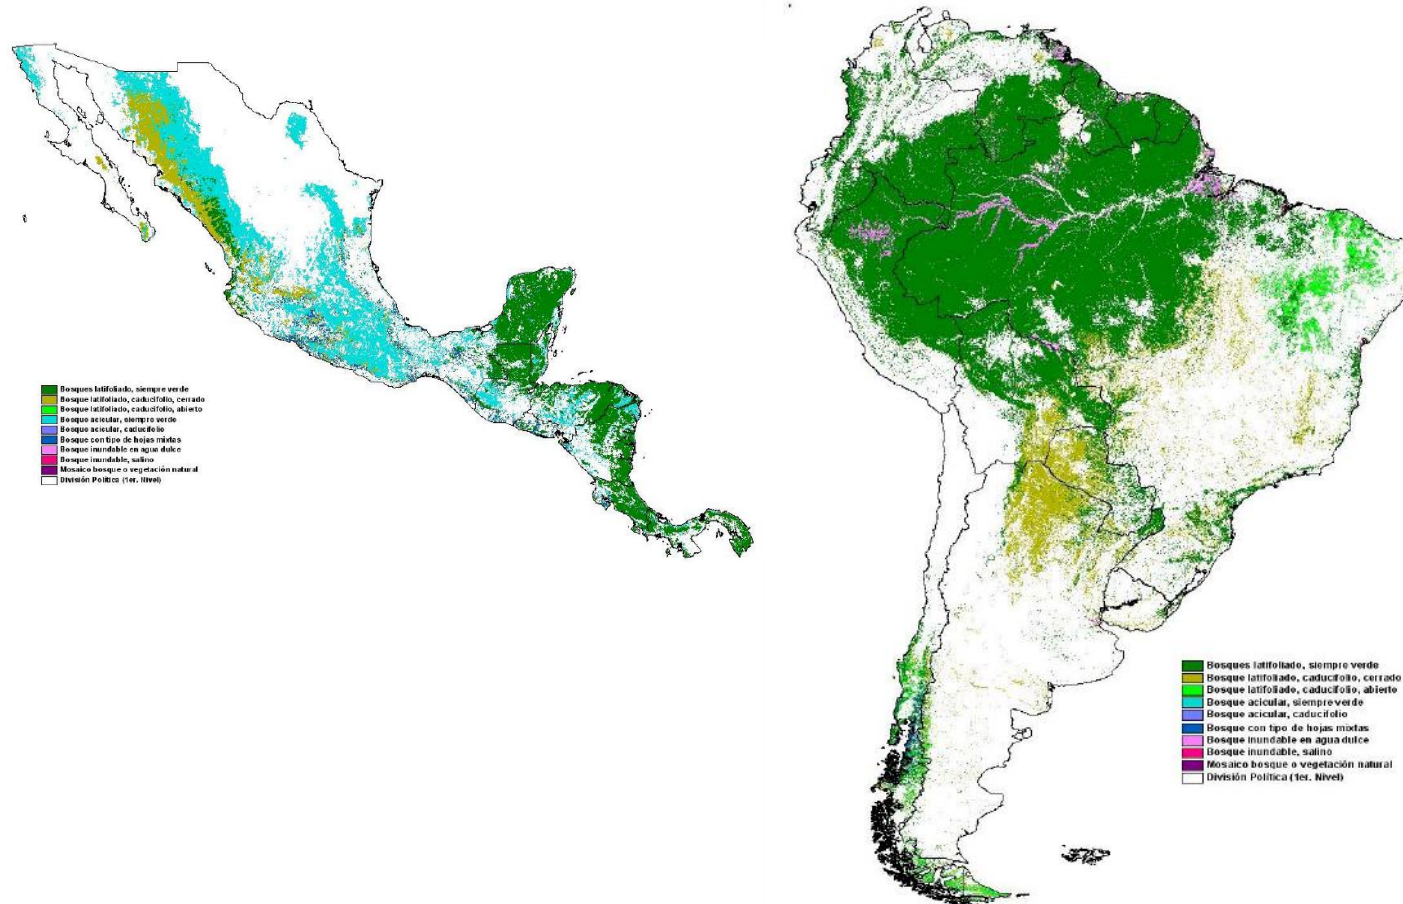 Bosques latifoliado, siempre verde
Bosque latifoliado, caducifolio, cerrado
Bosque latifoliado, caducifolio, abierto
Bosque acicular, siempre verde
Bosque acicular, caducifolio
Bosque con tipo de hojas mixtas
Bosque inundable en agua dulce
Bosque inundable, salino
Mosaico bosque o vegetación natural
División Política (1er. Nivel)
Bosques latifoliado, siempre verde
Bosque latifoliado, caducifolio, cerrado
Bosque latifoliado, caducifolio, abierto
Bosque acicular, siempre verde
Bosque acicular, caducifolio
Bosque con tipo de hojas mixtas
Bosque inundable en agua dulce
Bosque inundable, salino
Mosaico bosque o vegetación natural
División Política (1er. Nivel)